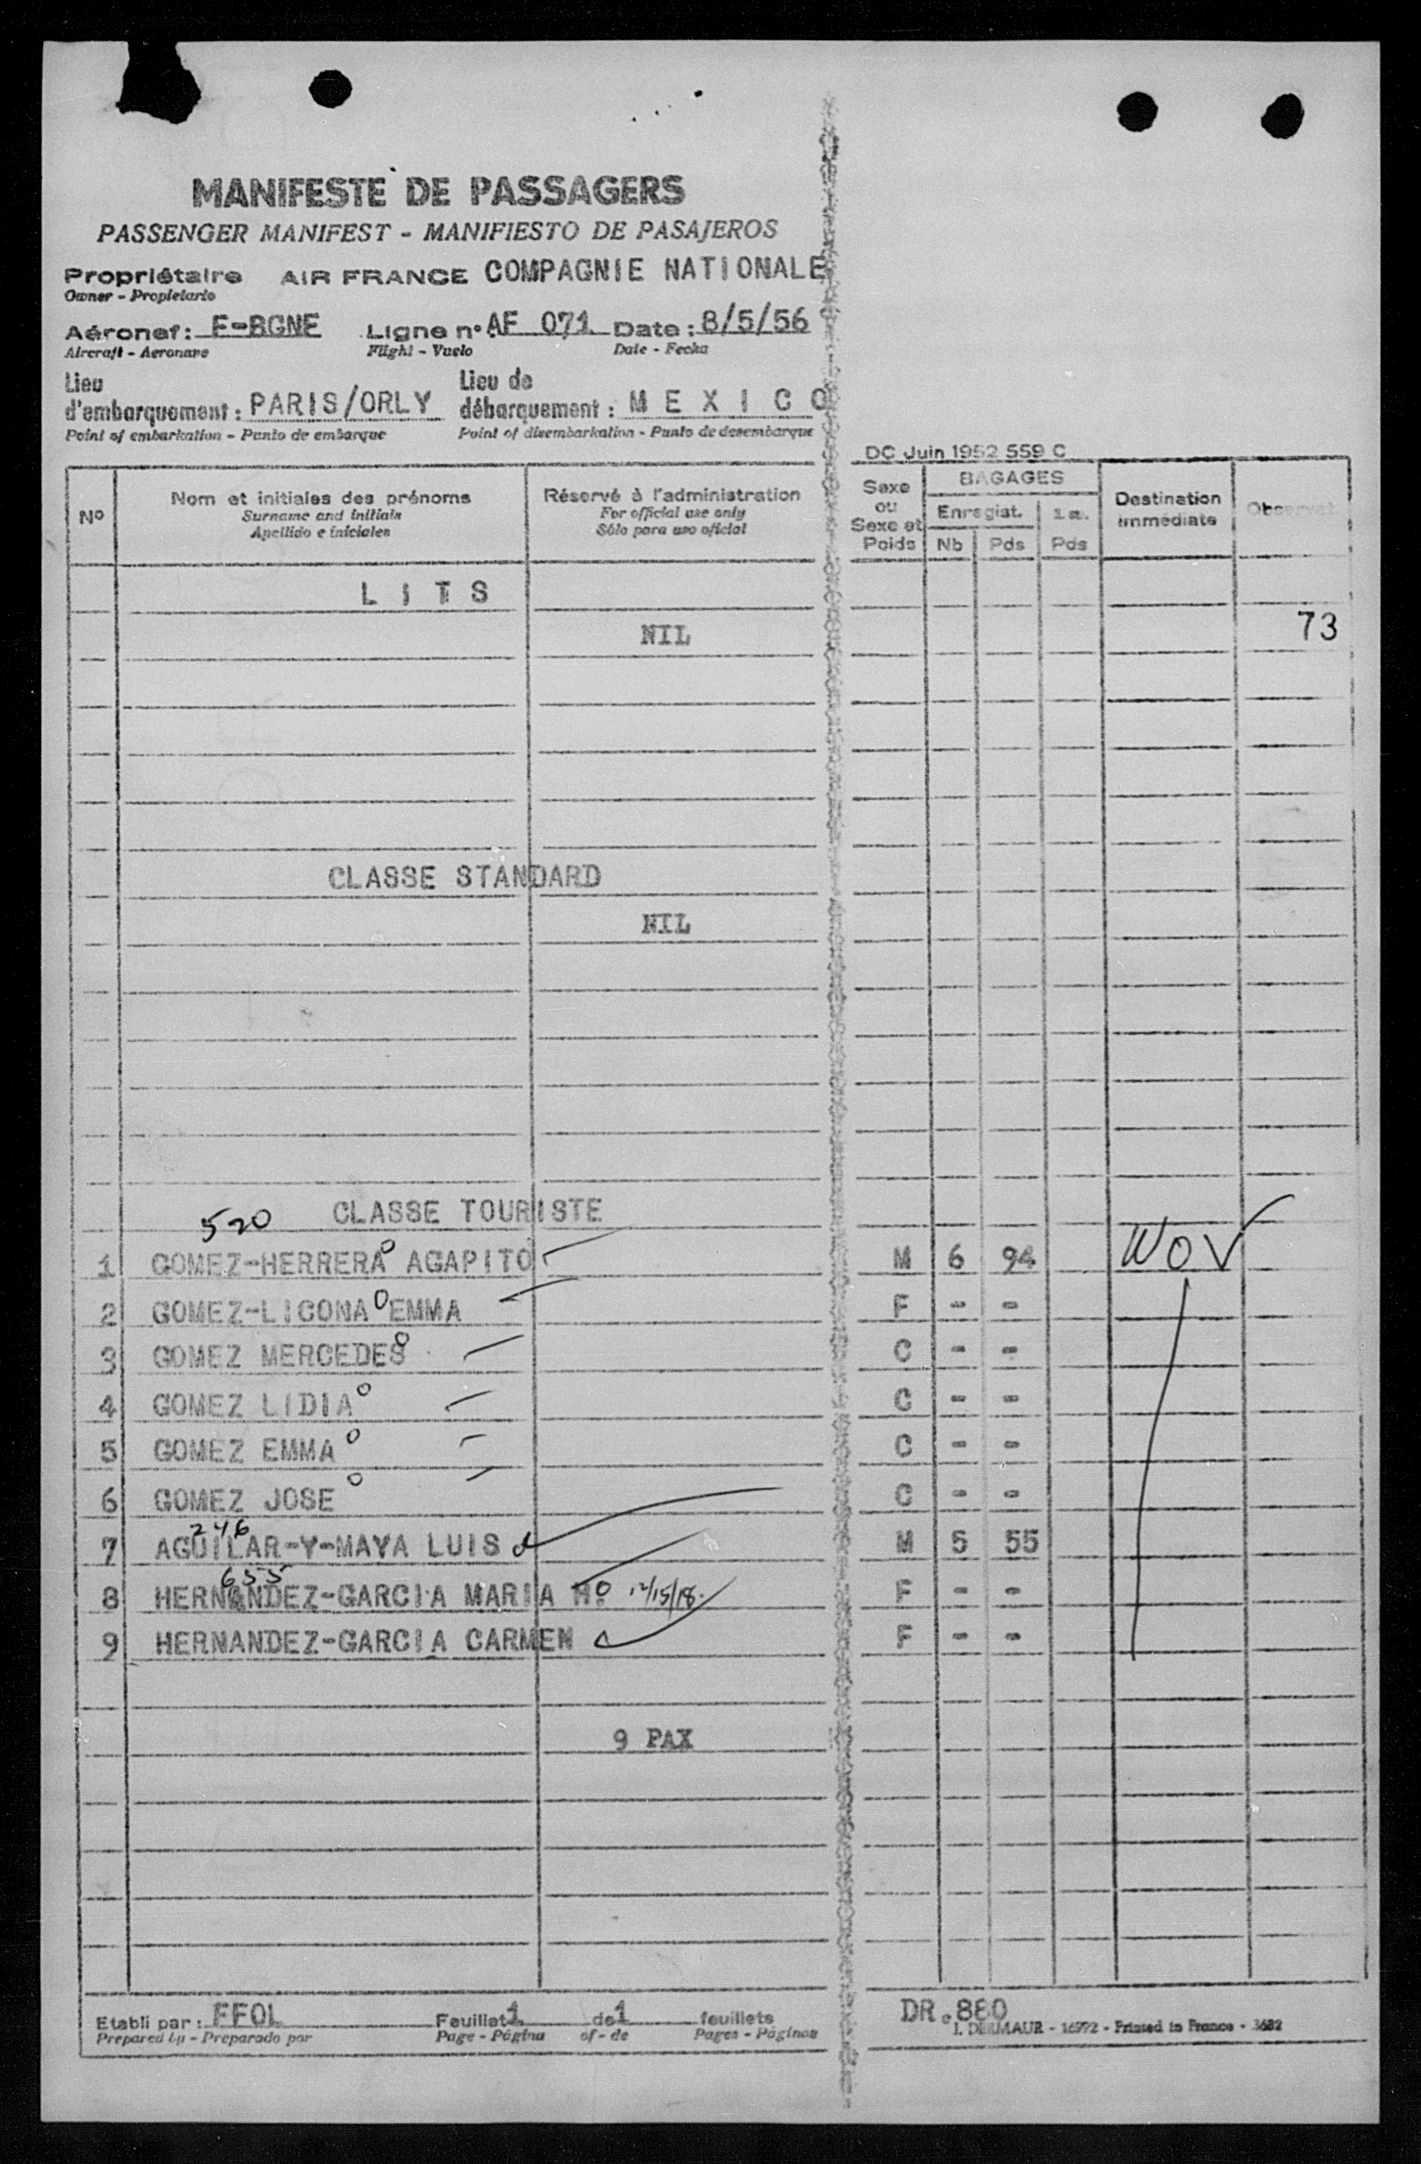 MANIFESTE DE PASSAGERS
PASSENGER MANIFEST - MANIFIESTO DE PASAJEROS
Propriétaire AIR FRANCE COMPAGNIE NATIONALE
Owner - Propietario
Aéronef: F-BGNE Ligne n° AF 071 Date: 8/5/56
Aircraft - Aeronave Flight - Vuelo Date - Fecha
Lieu d'embarquement: PARIS/ORLY Lieu de débarquement: MEXICO
Point of embarkation - Punto de embarque Point of disembarkation - Punto de desembarque
DC Juin 1952 559 C
N° Nom et initiales des prénoms Réservé à l'administration Sexe ou Sexe et Poids BAGAGES Destination immédiate Observat.
Surname and initials For official use only Enregist.
Apellido e iniciales Sólo para uso oficial Nb Pds Pds
LITS
NIL 73
CLASSE STANDARD
NIL
520 CLASSE TOURISTE
1 GOMEZ-HERRERA AGAPITO M 6 94 WOV
2 GOMEZ-LICONA EMMA F - -
3 GOMEZ MERCEDES C - -
4 GOMEZ LIDIA C - -
5 GOMEZ EMMA C - -
6 GOMEZ JOSE C - -
246
7 AGUILAR-Y-MAYA LUIS M 5 55
655
8 HERNANDEZ-GARCIA MARIA H. 12/15/18 F - -
9 HERNANDEZ-GARCIA CARMEN F - -
9 PAX
Etabli par: FFOL Feuillet 1 de 1 feuillets DR.880
Prepared by - Preparado por Page - Página of - de Pages - Páginas
Printed in France - 3682